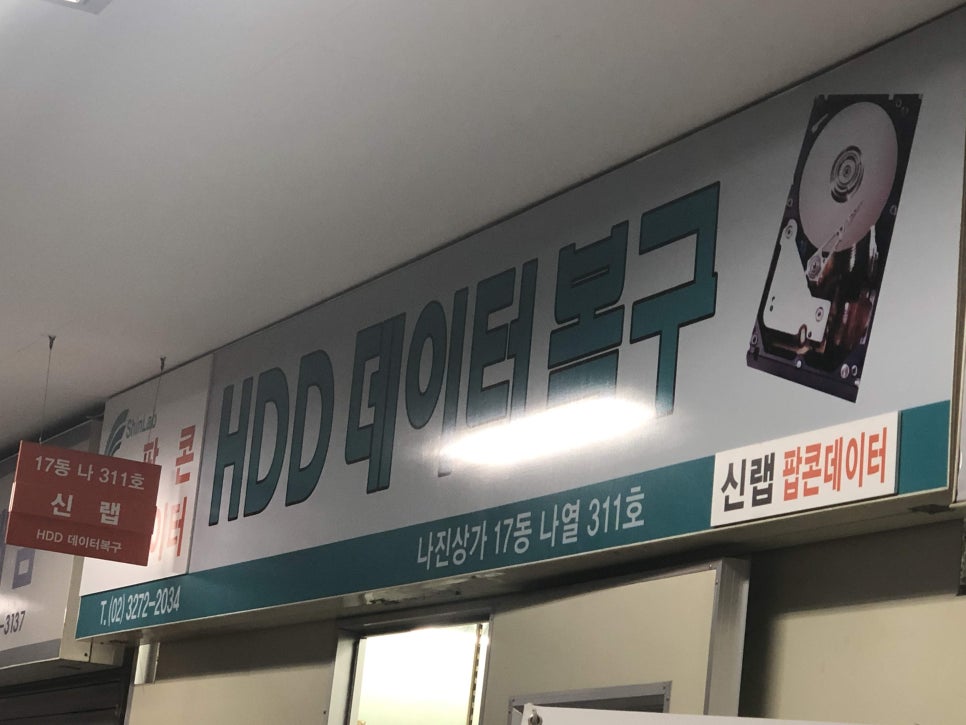 HDD 데이터복구
나진상가 17동 나열 311호
신랩 팝콘데이터
T. (02) 3272-2034
ShinLab
팝콘
이터
17동 나 311호
신 랩
HDD 데이터복구
-3137